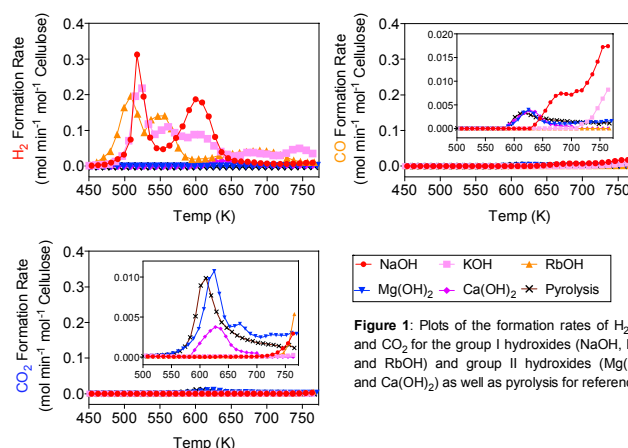 H2 Formation Rate
(mol min-1 mol-1 Cellulose)
0.4
0.3
0.2
0.1
0.0
450 500 550 600 650 700 750
Temp (K)
CO Formation Rate
(mol min-1 mol-1 Cellulose)
0.4
0.3
0.2
0.1
0.0
0.020
0.015
0.010
0.005
0.000
500 550 600 650 700 750
450 500 550 600 650 700 750
Temp (K)
CO2 Formation Rate
(mol min-1 mol-1 Cellulose)
0.4
0.3
0.2
0.1
0.0
0.010
0.005
0.000
500 550 600 650 700 750
450 500 550 600 650 700 750
Temp (K)
NaOH KOH RbOH
Mg(OH)2 Ca(OH)2 Pyrolysis
Figure 1: Plots of the formation rates of H2
and CO2 for the group I hydroxides (NaOH,
and RbOH) and group II hydroxides (Mg(
and Ca(OH)2) as well as pyrolysis for